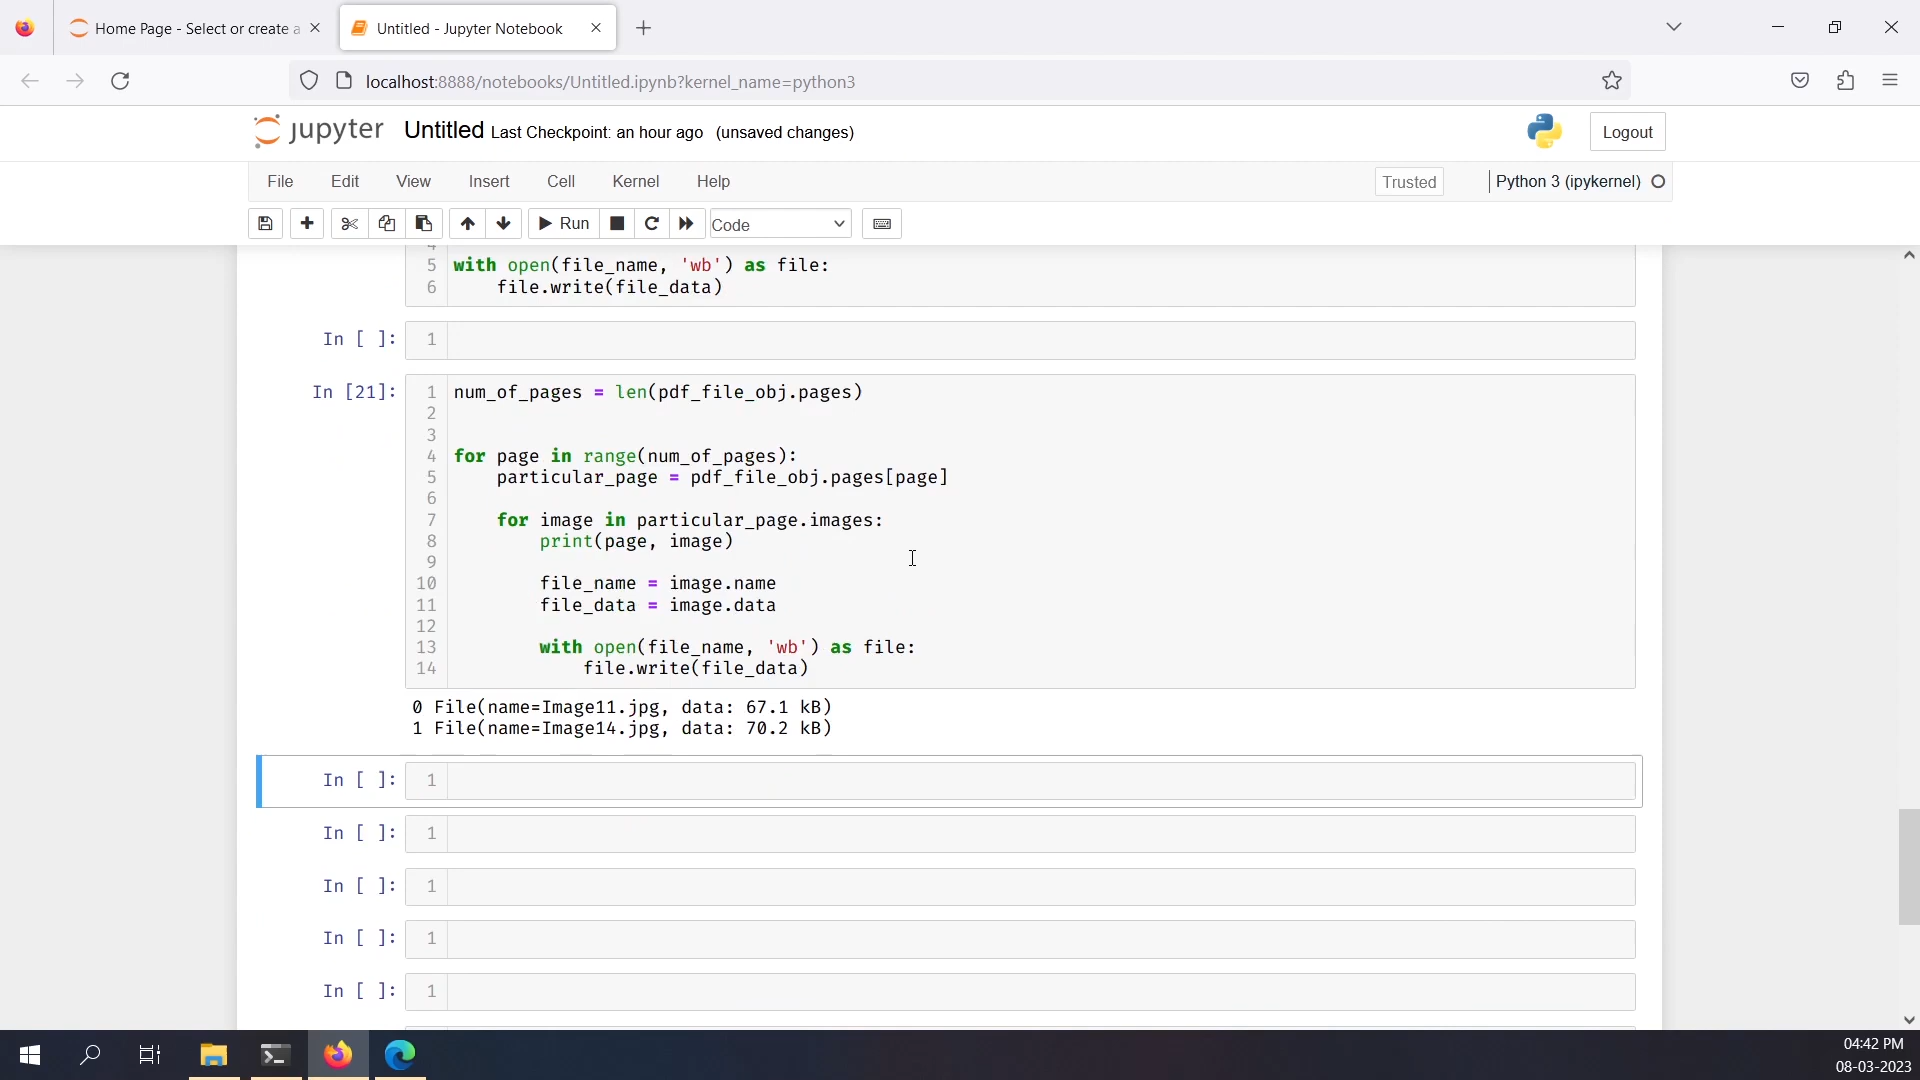 Home Page - Select or create a
Untitled - Jupyter Notebook
localhost:8888/notebooks/Untitled.ipynb?kernel_name=python3
jupyter Untitled Last Checkpoint: an hour ago (unsaved changes)
Logout
File Edit View Insert Cell Kernel Help
Trusted
Python 3 (ipykernel)
Run
Code
4
5 with open(file_name, 'wb') as file:
6 file.write(file_data)
In [ ]: 1
In [21]: 1 num_of_pages = len(pdf_file_obj.pages)
2
3
4 for page in range(num_of_pages):
5 particular_page = pdf_file_obj.pages[page]
6
7 for image in particular_page.images:
8 print(page, image)
9
10 file_name = image.name
11 file_data = image.data
12
13 with open(file_name, 'wb') as file:
14 file.write(file_data)
0 File(name=Image11.jpg, data: 67.1 kB)
1 File(name=Image14.jpg, data: 70.2 kB)
In [ ]: 1
In [ ]: 1
In [ ]: 1
In [ ]: 1
In [ ]: 1
04:42 PM
08-03-2023